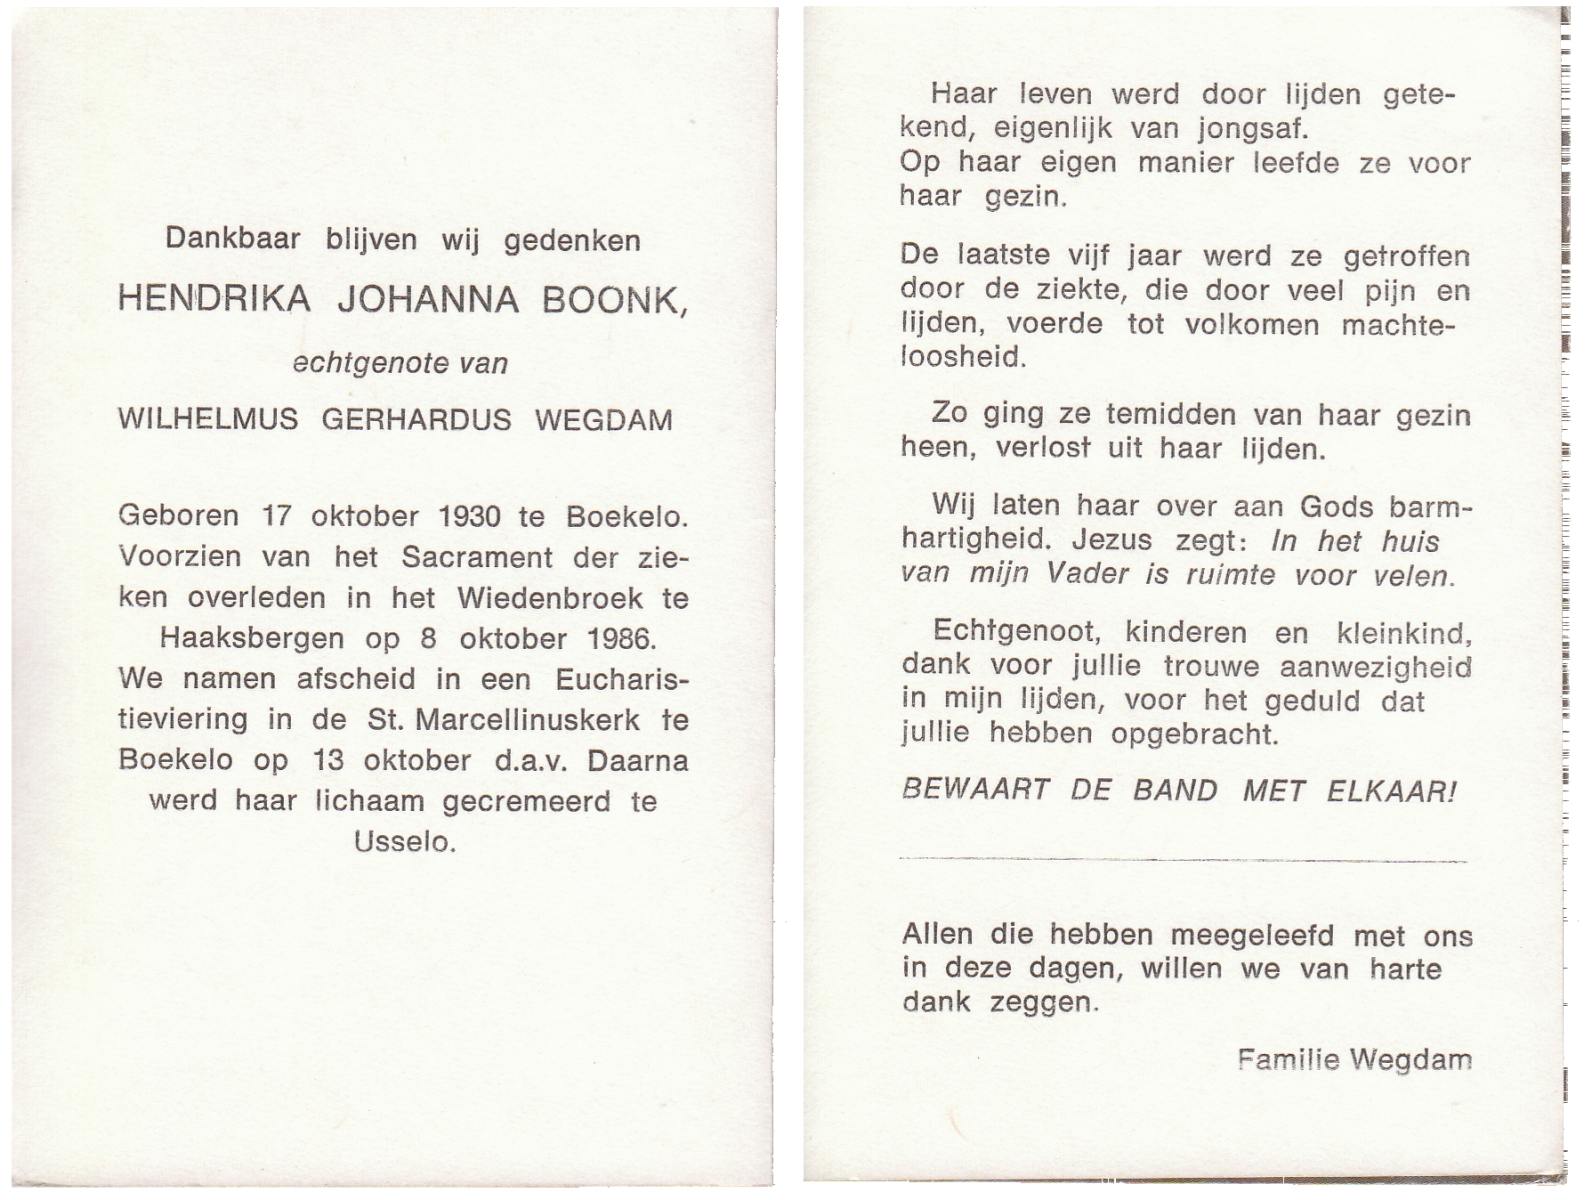 Dankbaar blijven wij gedenken
HENDRIKA JOHANNA BOONK,
echtgenote van
WILHELMUS GERHARDUS WEGDAM
Geboren 17 oktober 1930 te Boekelo.
Voorzien van het Sacrament der zie-
ken overleden in het Wiedenbroek te
Haaksbergen op 8 oktober 1986.
We namen afscheid in een Eucharis-
tieviering in de St. Marcellinuskerk te
Boekelo op 13 oktober d.a.v. Daarna
werd haar lichaam gecremeerd te
Usselo.
Haar leven werd door lijden gete-
kend, eigenlijk van jongsaf.
Op haar eigen manier leefde ze voor
haar gezin.
De laatste vijf jaar werd ze getroffen
door de ziekte, die door veel pijn en
lijden, voerde tot volkomen machte-
loosheid.
Zo ging ze temidden van haar gezin
heen, verlost uit haar lijden.
Wij laten haar over aan Gods barm-
hartigheid. Jezus zegt: In het huis
van mijn Vader is ruimte voor velen.
Echtgenoot, kinderen en kleinkind,
dank voor jullie trouwe aanwezigheid
in mijn lijden, voor het geduld dat
jullie hebben opgebracht.
BEWAART DE BAND MET ELKAAR!
Allen die hebben meegeleefd met ons
in deze dagen, willen we van harte
dank zeggen.
Familie Wegdam